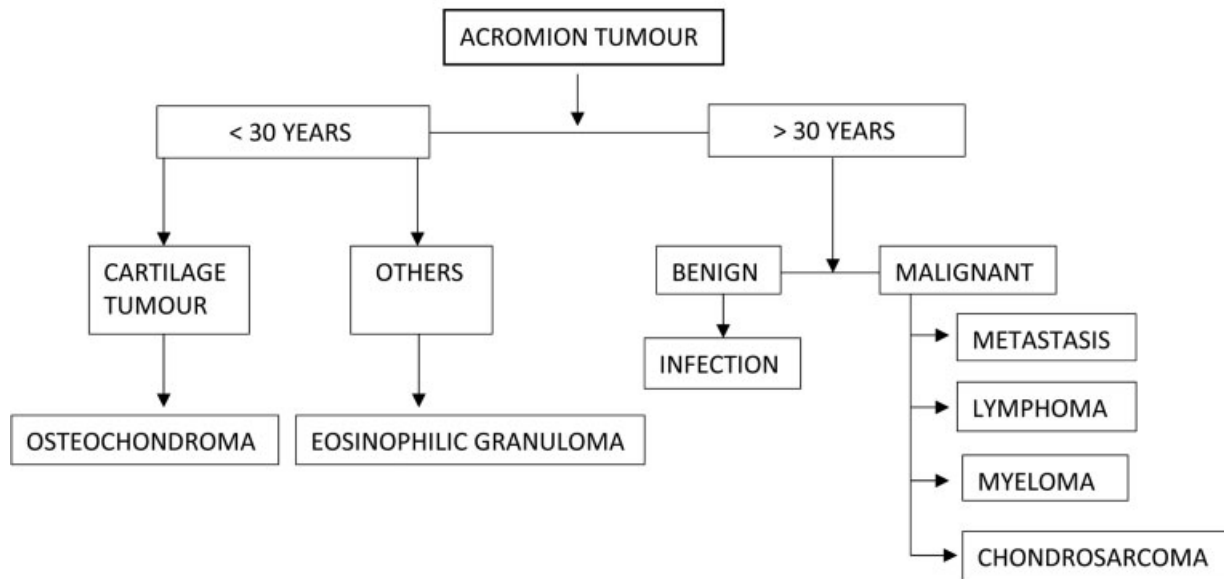 ACROMION TUMOUR
< 30 YEARS
> 30 YEARS
CARTILAGE
TUMOUR
OTHERS
BENIGN
MALIGNANT
INFECTION
METASTASIS
LYMPHOMA
OSTEOCHONDROMA
EOSINOPHILIC GRANULOMA
MYELOMA
CHONDROSARCOMA